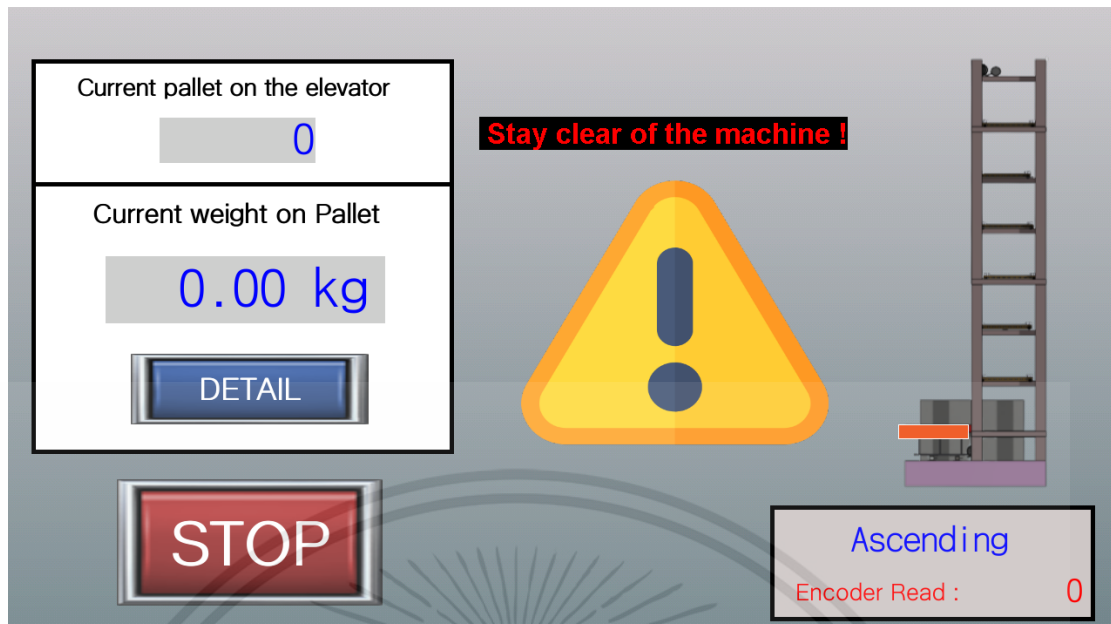 Current pallet on the elevator
0
Stay clear of the machine !
Current weight on Pallet
0.00 kg
DETAIL
STOP
Ascending
Encoder Read : 0